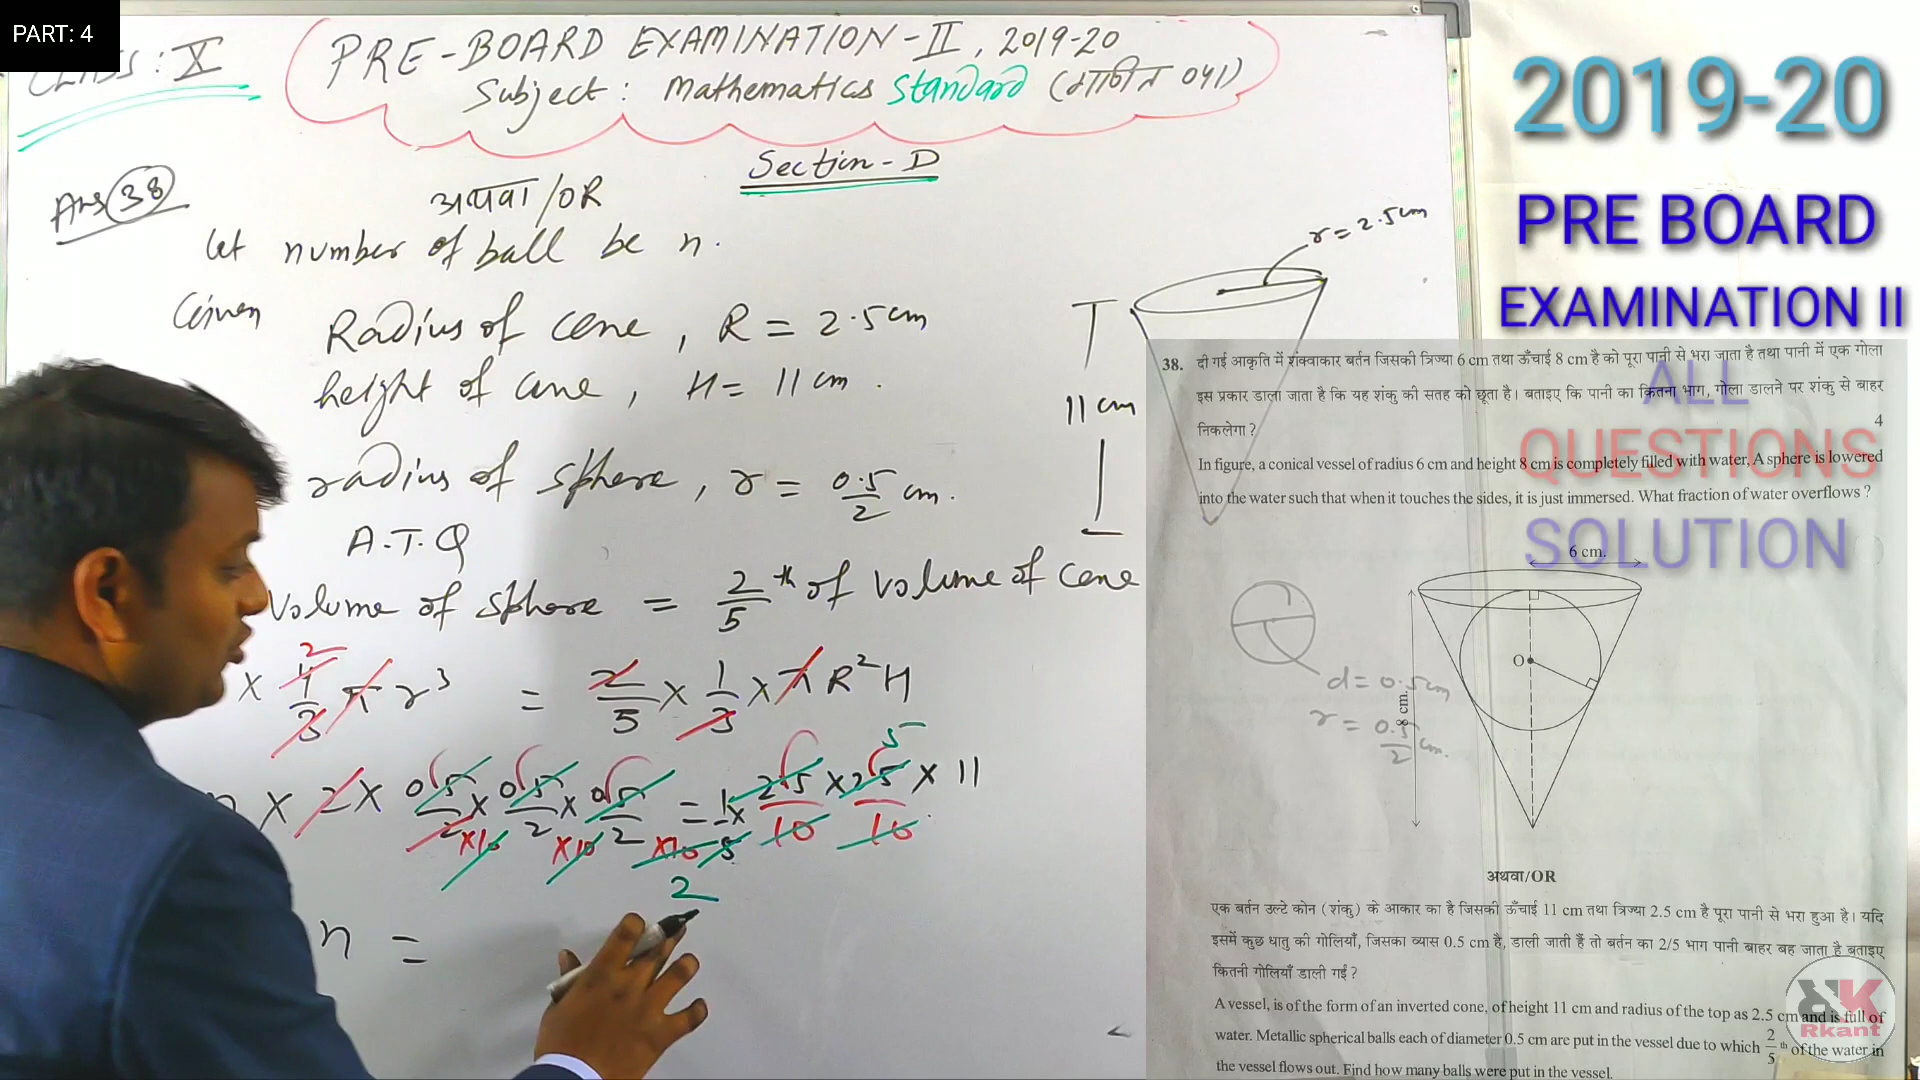 PART: 4
CLASS: X
PRE-BOARD EXAMINATION-II, 2019-20
Subject: Mathematics Standard (गणित 041)
Section-D
Ans 38
अथवा/OR
Let number of ball be n.
Given Radius of cone, R = 2.5cm
height of cone, H = 11 cm.
radius of sphere, r = 0.5/2 cm.
A.T.Q
Volume of sphere = 2/5 th of volume of cone
× 4/3 π r³ = 2/5 × 1/3 × π R² H
n =
r = 2.5cm
11 cm
d = 0.5cm
r = 0.5/2 cm.
2019-20
PRE BOARD
EXAMINATION II
ALL
QUESTIONS
SOLUTION
38. दी गई आकृति में शंक्वाकार बर्तन जिसकी त्रिज्या 6 cm तथा ऊँचाई 8 cm है को पूरा पानी से भरा जाता है तथा पानी में एक गोला
इस प्रकार डाला जाता है कि यह शंकु की सतह को छूता है। बताइए कि पानी का कितना भाग, गोला डालने पर शंकु से बाहर
निकलेगा ? 4
In figure, a conical vessel of radius 6 cm and height 8 cm is completely filled with water, A sphere is lowered
into the water such that when it touches the sides, it is just immersed. What fraction of water overflows ?
6 cm.
O
8 cm.
अथवा/OR
एक बर्तन उल्टे कोन (शंकु) के आकार का है जिसकी ऊँचाई 11 cm तथा त्रिज्या 2.5 cm है पूरा पानी से भरा हुआ है। यदि
इसमें कुछ धातु की गोलियाँ, जिसका व्यास 0.5 cm है, डाली जाती हैं तो बर्तन का 2/5 भाग पानी बाहर बह जाता है बताइए
कितनी गोलियाँ डाली गईं ?
A vessel, is of the form of an inverted cone, of height 11 cm and radius of the top as 2.5 cm and is full of
water. Metallic spherical balls each of diameter 0.5 cm are put in the vessel due to which 2/5 th of the water in
the vessel flows out. Find how many balls were put in the vessel.
RK
Rkant